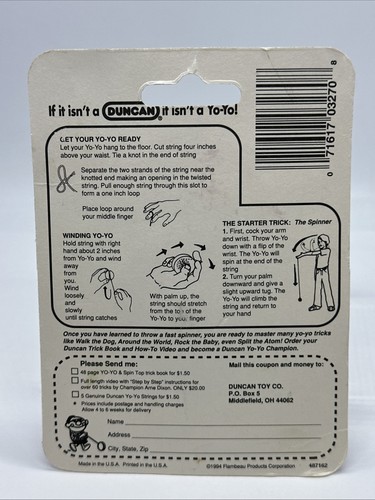 If it isn't a DUNCAN® it isn't a Yo-Yo!
GET YOUR YO-YO READY
Let your Yo-Yo hang to the floor. Cut string four inches
above your waist. Tie a knot in the end of string
Separate the two strands of the string near the
knotted end making an opening in the twisted
string. Pull enough string through this slot to
form a one inch loop
Place loop around
your middle finger
WINDING YO-YO
Hold string with right
hand about 2 inches
from Yo-Yo and wind
away
from
you.
Wind
loosely
and
slowly
until string catches
With palm up, the
string should stretch
from the top of the
Yo-Yo to your finger
THE STARTER TRICK: The Spinner
1. First, cock your arm
and wrist. Throw Yo-Yo
down with a flip of the
wrist. The Yo-Yo will
spin at the end of the
string
2. Turn your palm
downward and give a
slight upward tug. The
Yo-Yo will climb the
string and return to
your hand
0 71617 03270 8
Once you have learned to throw a fast spinner, you are ready to master many yo-yo tricks
like Walk the Dog, Around the World, Rock the Baby, even Split the Atom! Order your
Duncan Trick Book and How-To Video and become a Duncan Yo-Yo Champion.
Please Send me:
48 page YO-YO & Spin Top trick book for $1.50
Full length video with "Step by Step" instructions for
over 60 tricks by Champion Arne Dixon. ONLY $20.00
5 Genuine Duncan Yo-Yo Strings for $1.50
* Prices include postage and handling charges
Allow 4 to 6 weeks for delivery
Mail this coupon and money to:
DUNCAN TOY CO.
P.O. Box 5
Middlefield, OH 44062
Name
Address
City, State, Zip
Made in the U.S.A. Printed in the U.S.A.
©1994 Flambeau Products Corporation
487162